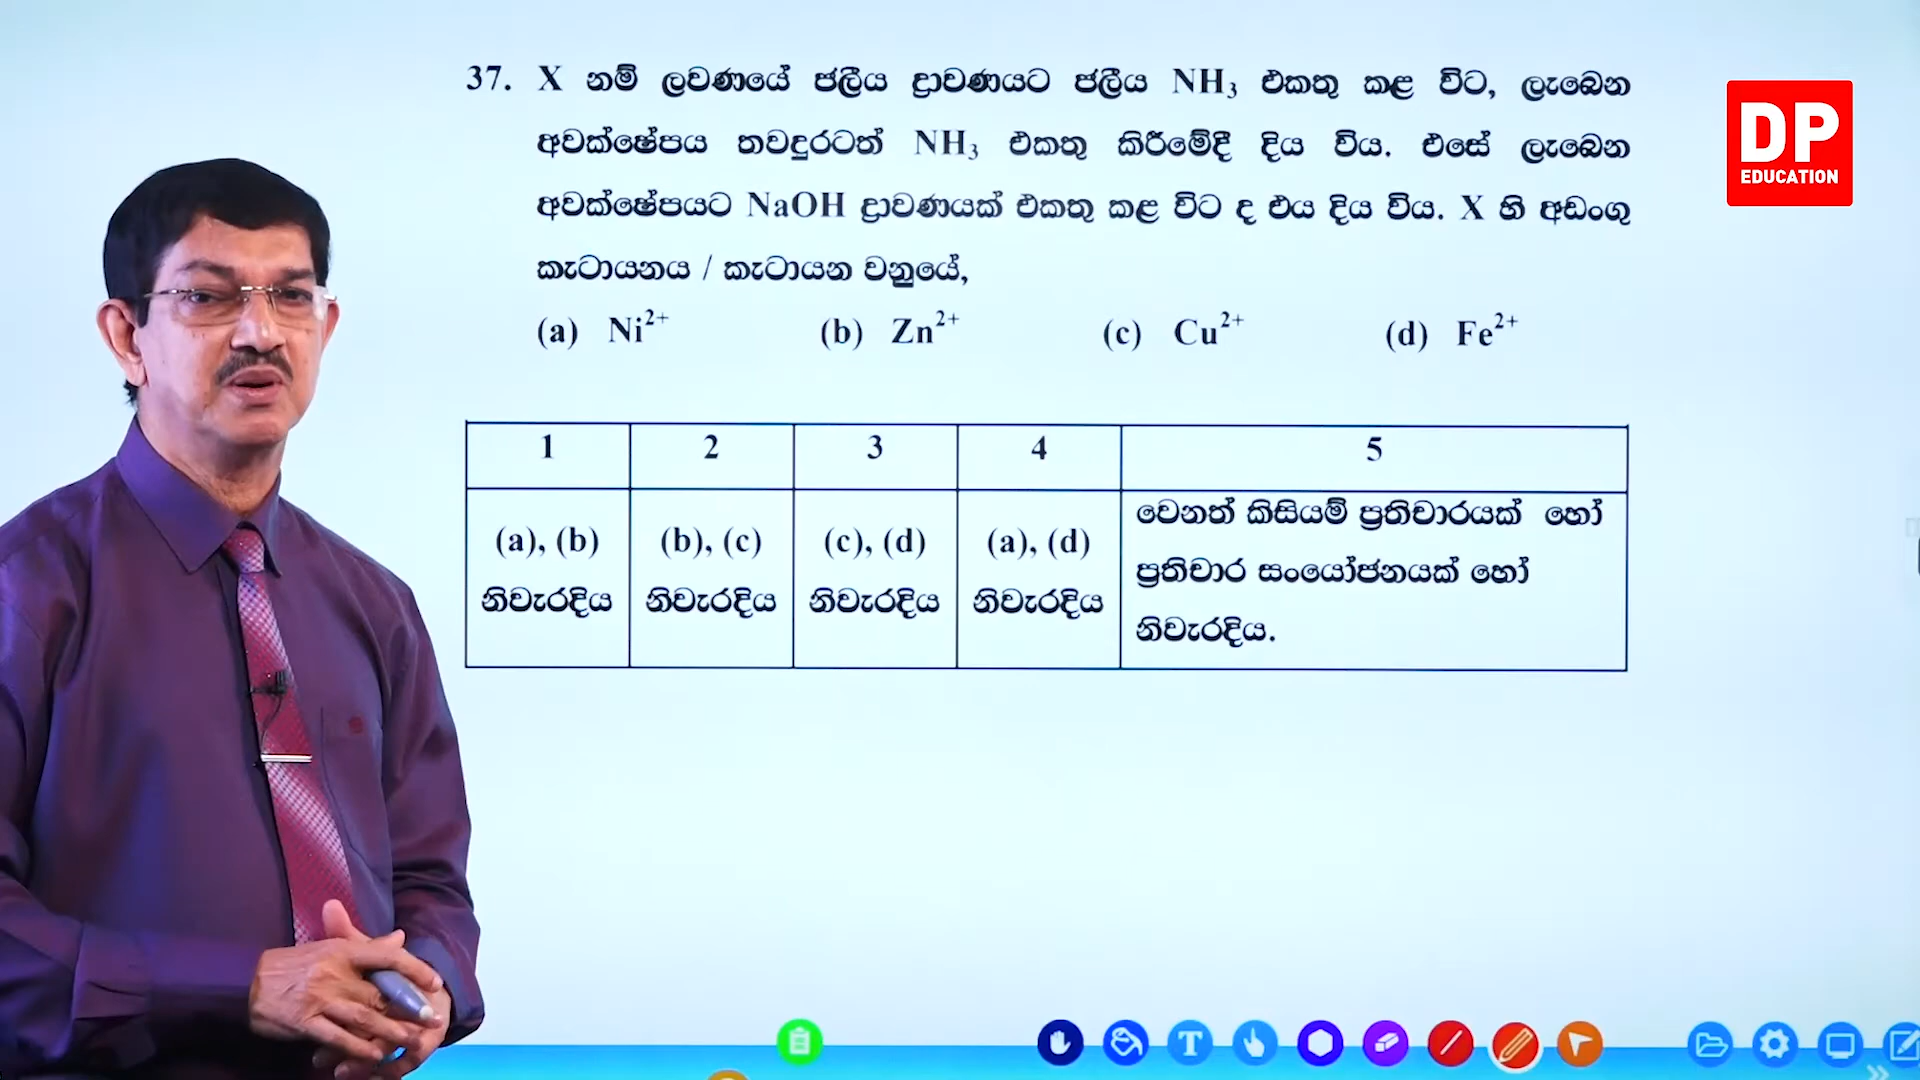 DP
EDUCATION
37. X නම් ලවණයේ ජලීය ද්‍රාවණයට ජලීය NH₃ එකතු කළ විට, ලැබෙන
අවක්ෂේපය තවදුරටත් NH₃ එකතු කිරීමේදී දිය විය. එසේ ලැබෙන
අවක්ෂේපයට NaOH ද්‍රාවණයක් එකතු කළ විට ද එය දිය විය. X හි අඩංගු
කැටායනය / කැටායන වනුයේ,
(a) Ni²⁺ (b) Zn²⁺ (c) Cu²⁺ (d) Fe²⁺
1 2 3 4 5
(a), (b) නිවැරදිය
(b), (c) නිවැරදිය
(c), (d) නිවැරදිය
(a), (d) නිවැරදිය
වෙනත් කිසියම් ප්‍රතිචාරයක් හෝ
ප්‍රතිචාර සංයෝජනයක් හෝ
නිවැරදිය.